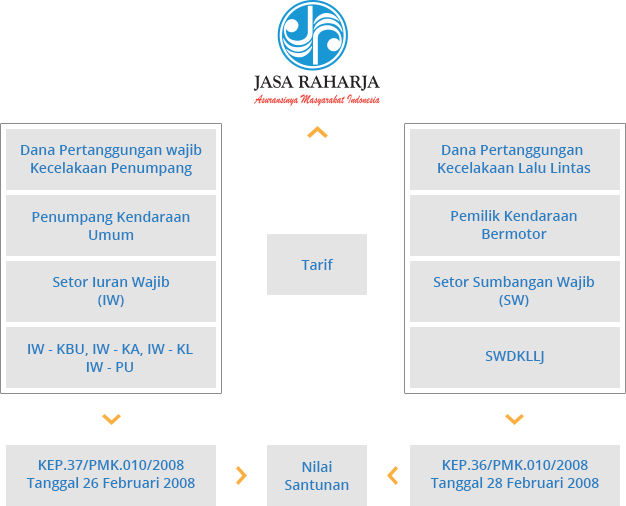 JASA RAHARJA
Asuransinya Masyarakat Indonesia
Dana Pertanggungan wajib
Kecelakaan Penumpang
Penumpang Kendaraan
Umum
Setor Iuran Wajib
(IW)
IW - KBU, IW - KA, IW - KL
IW - PU
KEP.37/PMK.010/2008
Tanggal 26 Februari 2008
Tarif
Nilai
Santunan
Dana Pertanggungan
Kecelakaan Lalu Lintas
Pemilik Kendaraan
Bermotor
Setor Sumbangan Wajib
(SW)
SWDKLLJ
KEP.36/PMK.010/2008
Tanggal 28 Februari 2008